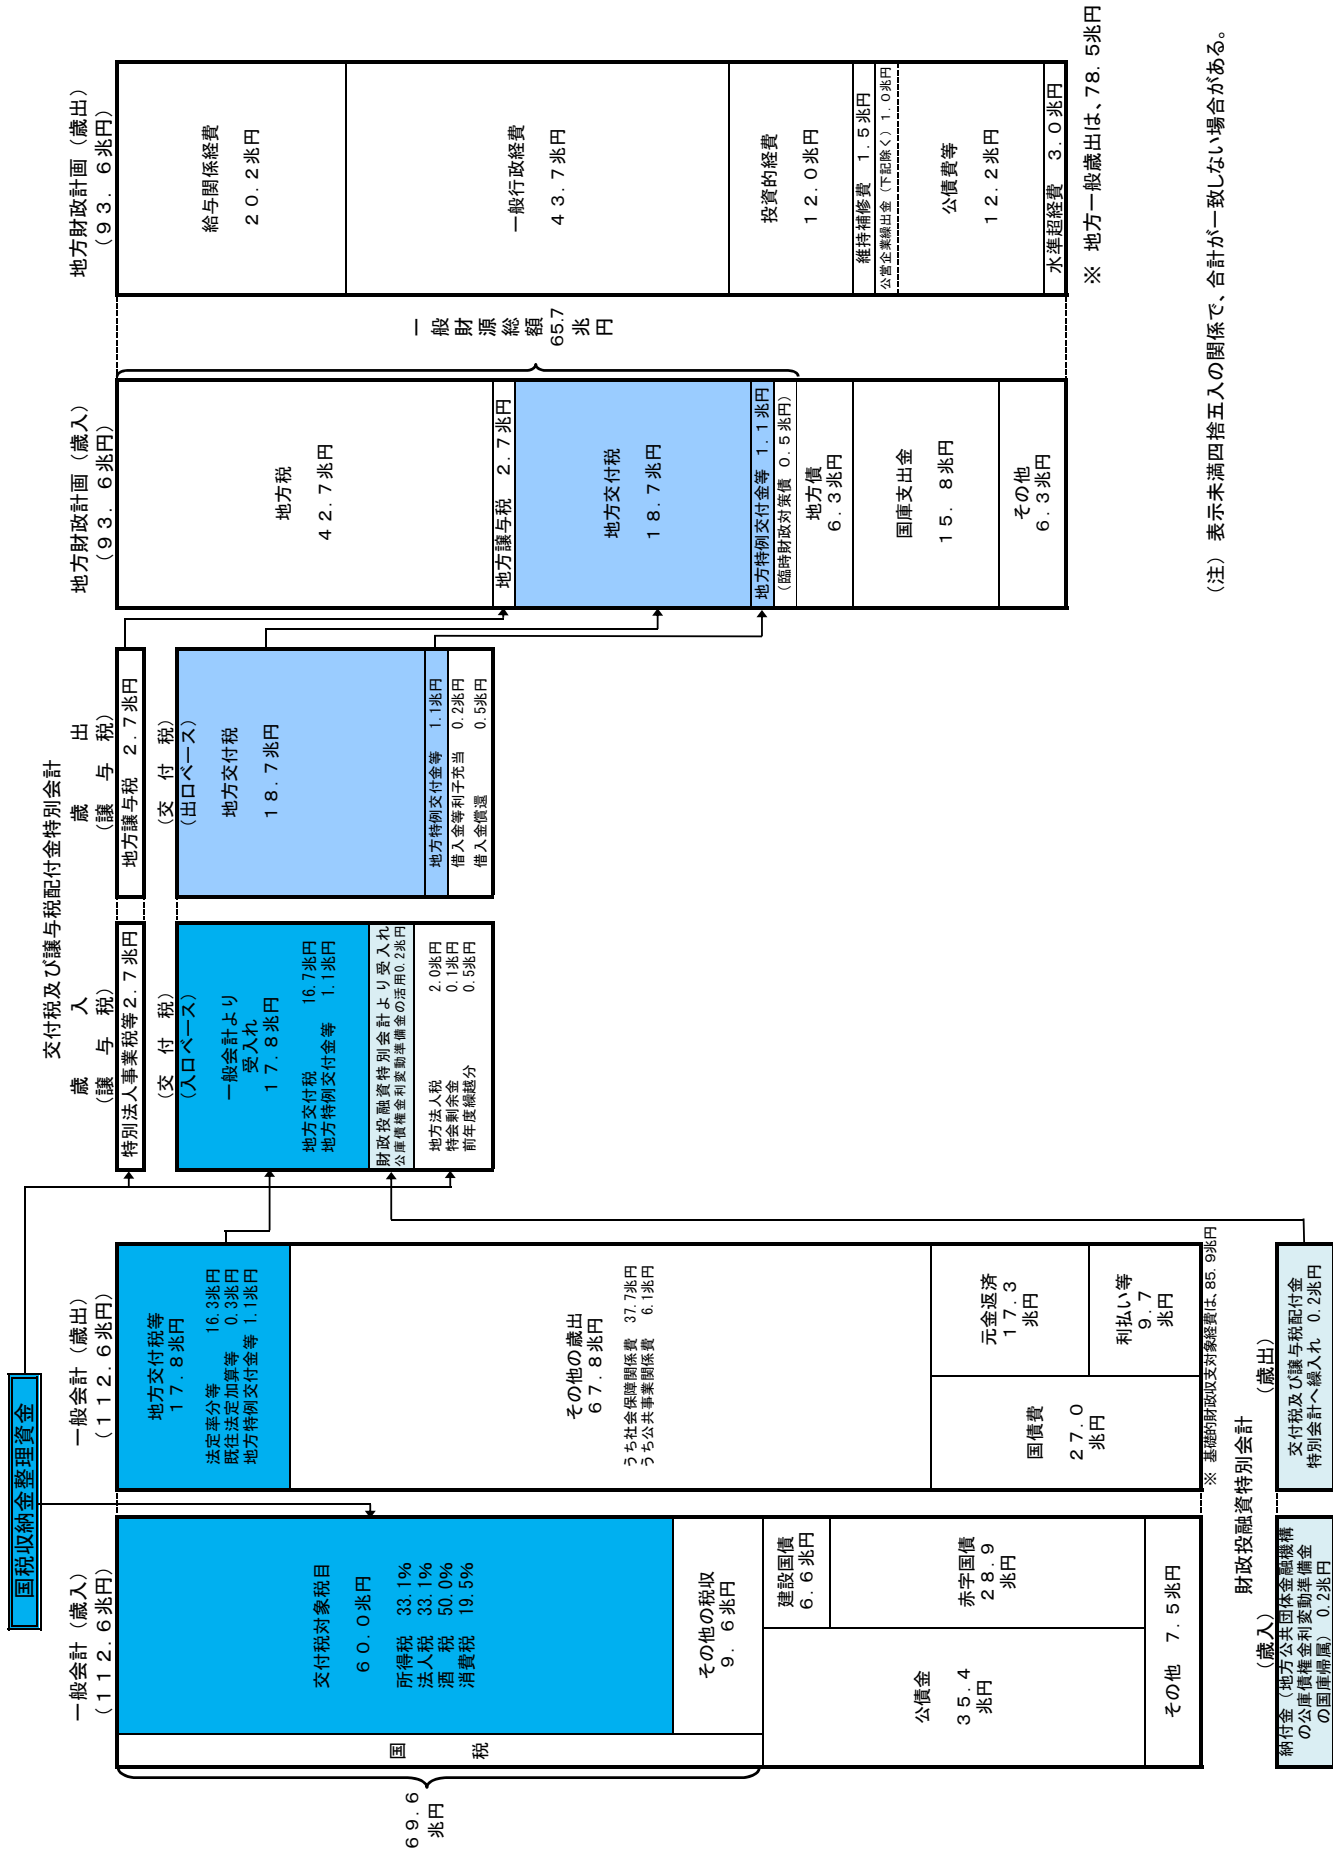 国税収納金整理資金
一般会計（歳入）
（１１２．６兆円）
６９．６
兆円
国　　税
交付税対象税目
６０．０兆円
所得税　33.1%
法人税　33.1%
酒　税　50.0%
消費税　19.5%
その他の税収
９．６兆円
公債金
３５．４
兆円
建設国債
６．６兆円
赤字国債
２８．９
兆円
その他　７．５兆円
一般会計（歳出）
（１１２．６兆円）
地方交付税等
１７．８兆円
法定率分等　16.3兆円
既往法定加算等　0.3兆円
地方特例交付金等　1.1兆円
その他の歳出
６７．８兆円
うち社会保障関係費　37.7兆円
うち公共事業関係費　6.1兆円
国債費
２７．０
兆円
元金返済
１７．３
兆円
利払い等
９．７
兆円
※　基礎的財政収支対象経費は、８５．９兆円
財政投融資特別会計
（歳入）
納付金（地方公共団体金融機構
の公庫債権金利変動準備金
の国庫帰属）　0.2兆円
（歳出）
交付税及び譲与税配付金
特別会計へ繰入れ　0.2兆円
交付税及び譲与税配付金特別会計
歳　　　入
（譲　与　税）
特別法人事業税等２．７兆円
（交　付　税）
（入口ベース）
一般会計より
受入れ
１７．８兆円
地方交付税　16.7兆円
地方特例交付金等　1.1兆円
財政投融資特別会計より受入れ
公庫債権金利変動準備金の活用0.2兆円
地方法人税　2.0兆円
特会剰余金　0.1兆円
前年度繰越分　0.5兆円
歳　　　出
（譲　与　税）
地方譲与税　２．７兆円
（交　付　税）
（出口ベース）
地方交付税
１８．７兆円
地方特例交付金等　1.1兆円
借入金等利子充当　0.2兆円
借入金償還　0.5兆円
地方財政計画（歳入）
（９３．６兆円）
地方税
４２．７兆円
地方譲与税　２．７兆円
地方交付税
１８．７兆円
地方特例交付金等　１．１兆円
（臨時財政対策債　０．５兆円）
地方債
６．３兆円
国庫支出金
１５．８兆円
その他
６．３兆円
一般財源総額65.7兆円
地方財政計画（歳出）
（９３．６兆円）
給与関係経費
２０．２兆円
一般行政経費
４３．７兆円
投資的経費
１２．０兆円
維持補修費　１．５兆円
公営企業繰出金（下記除く）１．０兆円
公債費等
１２．２兆円
水準超経費　３．０兆円
※　地方一般歳出は、７８．５兆円
（注）　表示未満四捨五入の関係で、合計が一致しない場合がある。